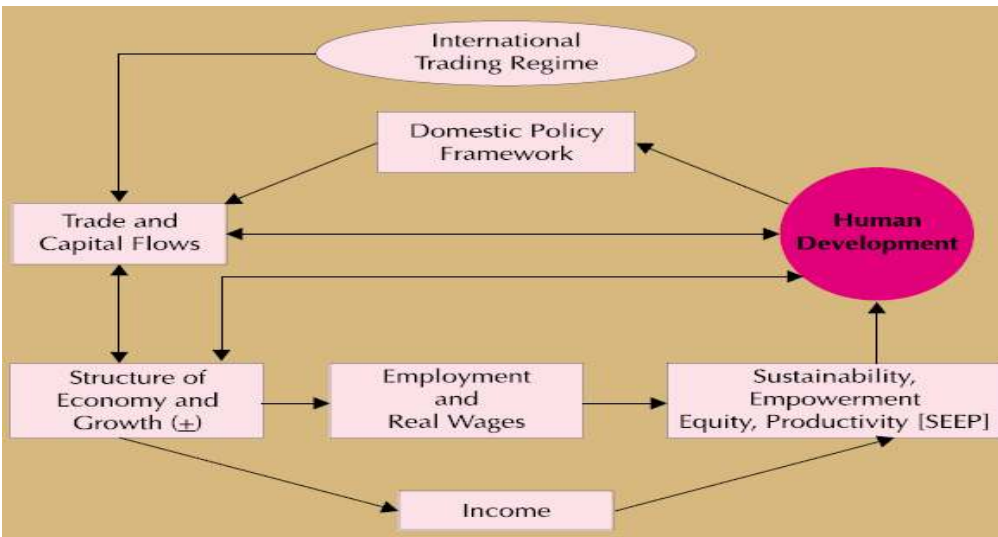 International
Trading Regime
Domestic Policy
Framework
Trade and
Capital Flows
Human
Development
Structure of
Economy and
Growth (±)
Employment
and
Real Wages
Sustainability,
Empowerment
Equity, Productivity [SEEP]
Income